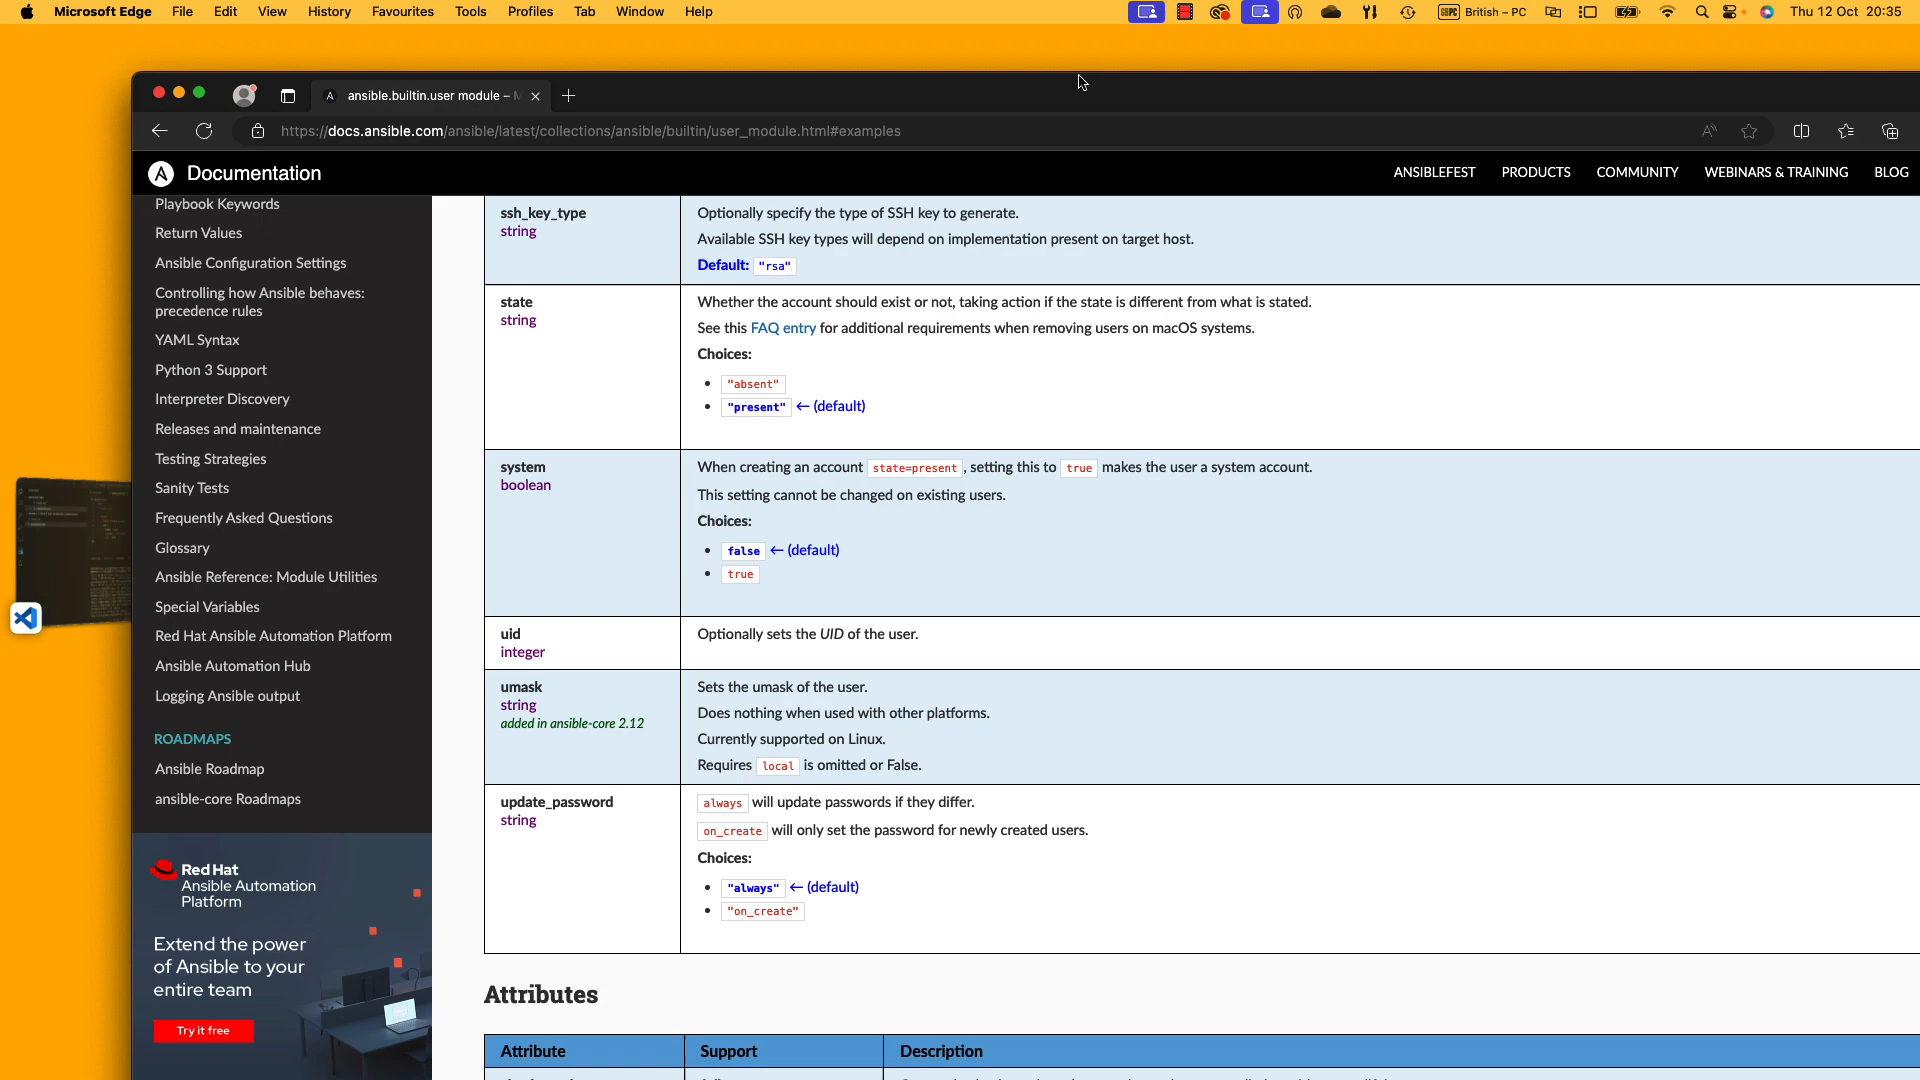 Microsoft Edge File Edit View History Favourites Tools Profiles Tab Window Help British – PC Thu 12 Oct 20:35
ansible.builtin.user module –
https://docs.ansible.com/ansible/latest/collections/ansible/builtin/user_module.html#examples
Documentation
ANSIBLEFEST PRODUCTS COMMUNITY WEBINARS & TRAINING BLOG
Playbook Keywords
Return Values
Ansible Configuration Settings
Controlling how Ansible behaves:
precedence rules
YAML Syntax
Python 3 Support
Interpreter Discovery
Releases and maintenance
Testing Strategies
Sanity Tests
Frequently Asked Questions
Glossary
Ansible Reference: Module Utilities
Special Variables
Red Hat Ansible Automation Platform
Ansible Automation Hub
Logging Ansible output
ROADMAPS
Ansible Roadmap
ansible-core Roadmaps
Red Hat
Ansible Automation
Platform
Extend the power
of Ansible to your
entire team
Try it free
ssh_key_type
string
Optionally specify the type of SSH key to generate.
Available SSH key types will depend on implementation present on target host.
Default: "rsa"
state
string
Whether the account should exist or not, taking action if the state is different from what is stated.
See this FAQ entry for additional requirements when removing users on macOS systems.
Choices:
• "absent"
• "present" ← (default)
system
boolean
When creating an account state=present, setting this to true makes the user a system account.
This setting cannot be changed on existing users.
Choices:
• false ← (default)
• true
uid
integer
Optionally sets the UID of the user.
umask
string
added in ansible-core 2.12
Sets the umask of the user.
Does nothing when used with other platforms.
Currently supported on Linux.
Requires local is omitted or False.
update_password
string
always will update passwords if they differ.
on_create will only set the password for newly created users.
Choices:
• "always" ← (default)
• "on_create"
Attributes
Attribute Support Description